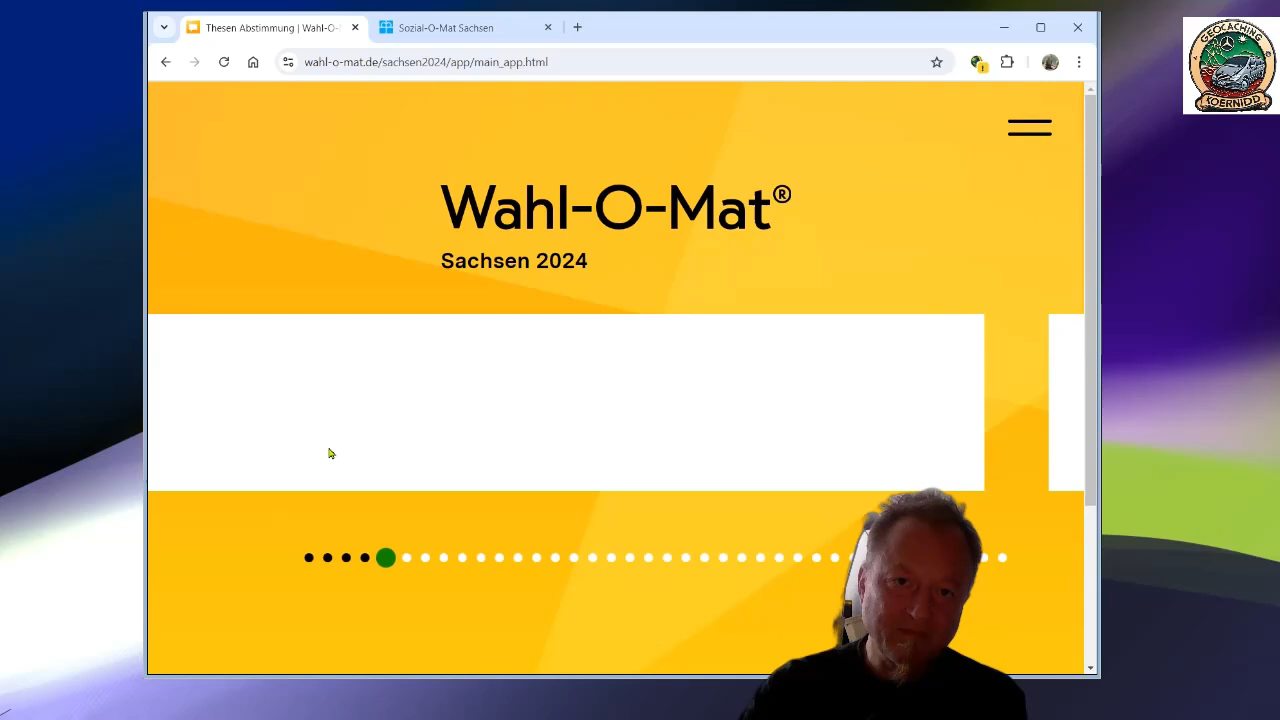 Thesen Abstimmung | Wahl-O-
Sozial-O-Mat Sachsen
wahl-o-mat.de/sachsen2024/app/main_app.html
Wahl-O-Mat®
Sachsen 2024
GEOCACHING
KOERNIDD